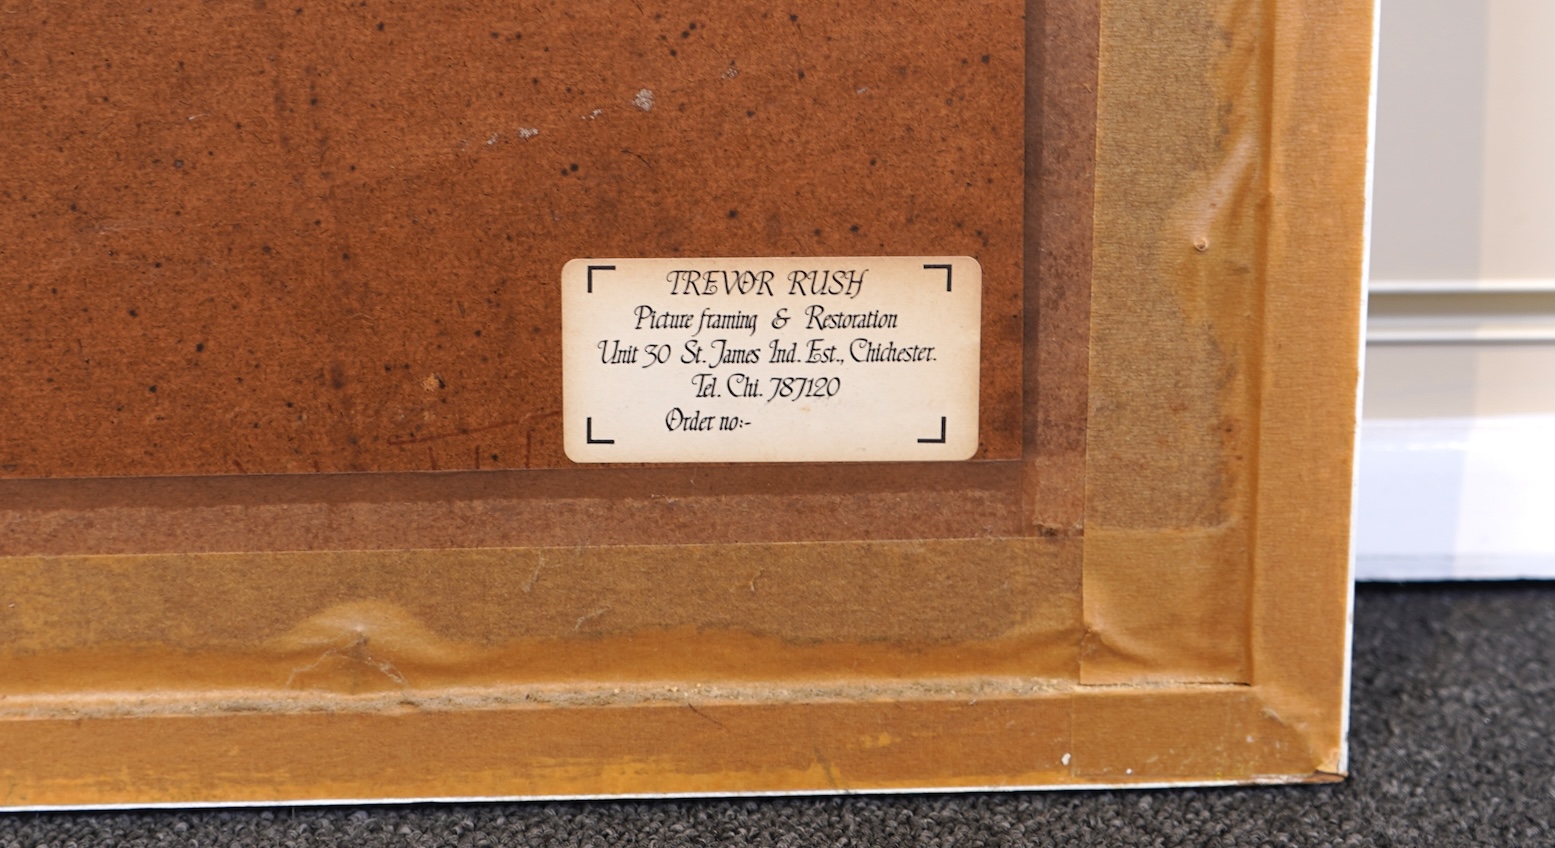 TREVOR RUSH
Picture framing & Restoration
Unit 30 St. James Ind. Est., Chichester.
Tel. Chi. 787120
Order no:-